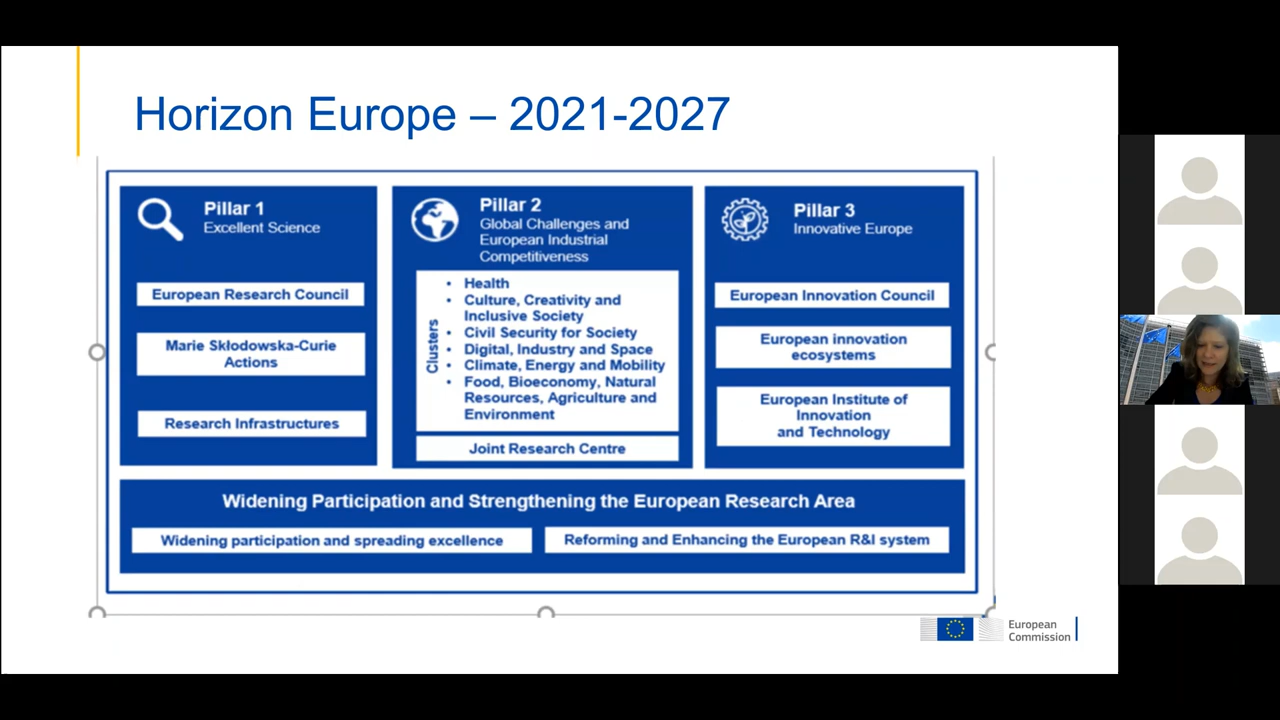 Horizon Europe – 2021-2027
Pillar 1
Excellent Science
European Research Council
Marie Skłodowska-Curie
Actions
Research Infrastructures
Pillar 2
Global Challenges and
European Industrial
Competitiveness
Clusters
• Health
• Culture, Creativity and
Inclusive Society
• Civil Security for Society
• Digital, Industry and Space
• Climate, Energy and Mobility
• Food, Bioeconomy, Natural
Resources, Agriculture and
Environment
Joint Research Centre
Pillar 3
Innovative Europe
European Innovation Council
European innovation
ecosystems
European Institute of
Innovation
and Technology
Widening Participation and Strengthening the European Research Area
Widening participation and spreading excellence
Reforming and Enhancing the European R&I system
European
Commission